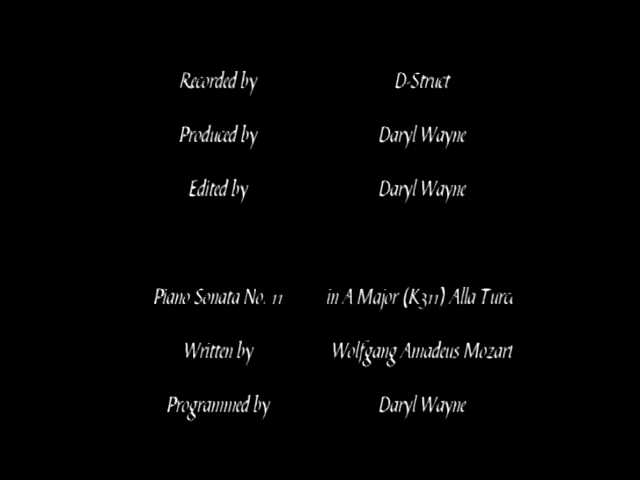 Recorded by D-Struct
Produced by Daryl Wayne
Edited by Daryl Wayne
Piano Sonata No. 11 in A Major (K311) Alla Turca
Written by Wolfgang Amadeus Mozart
Programmed by Daryl Wayne